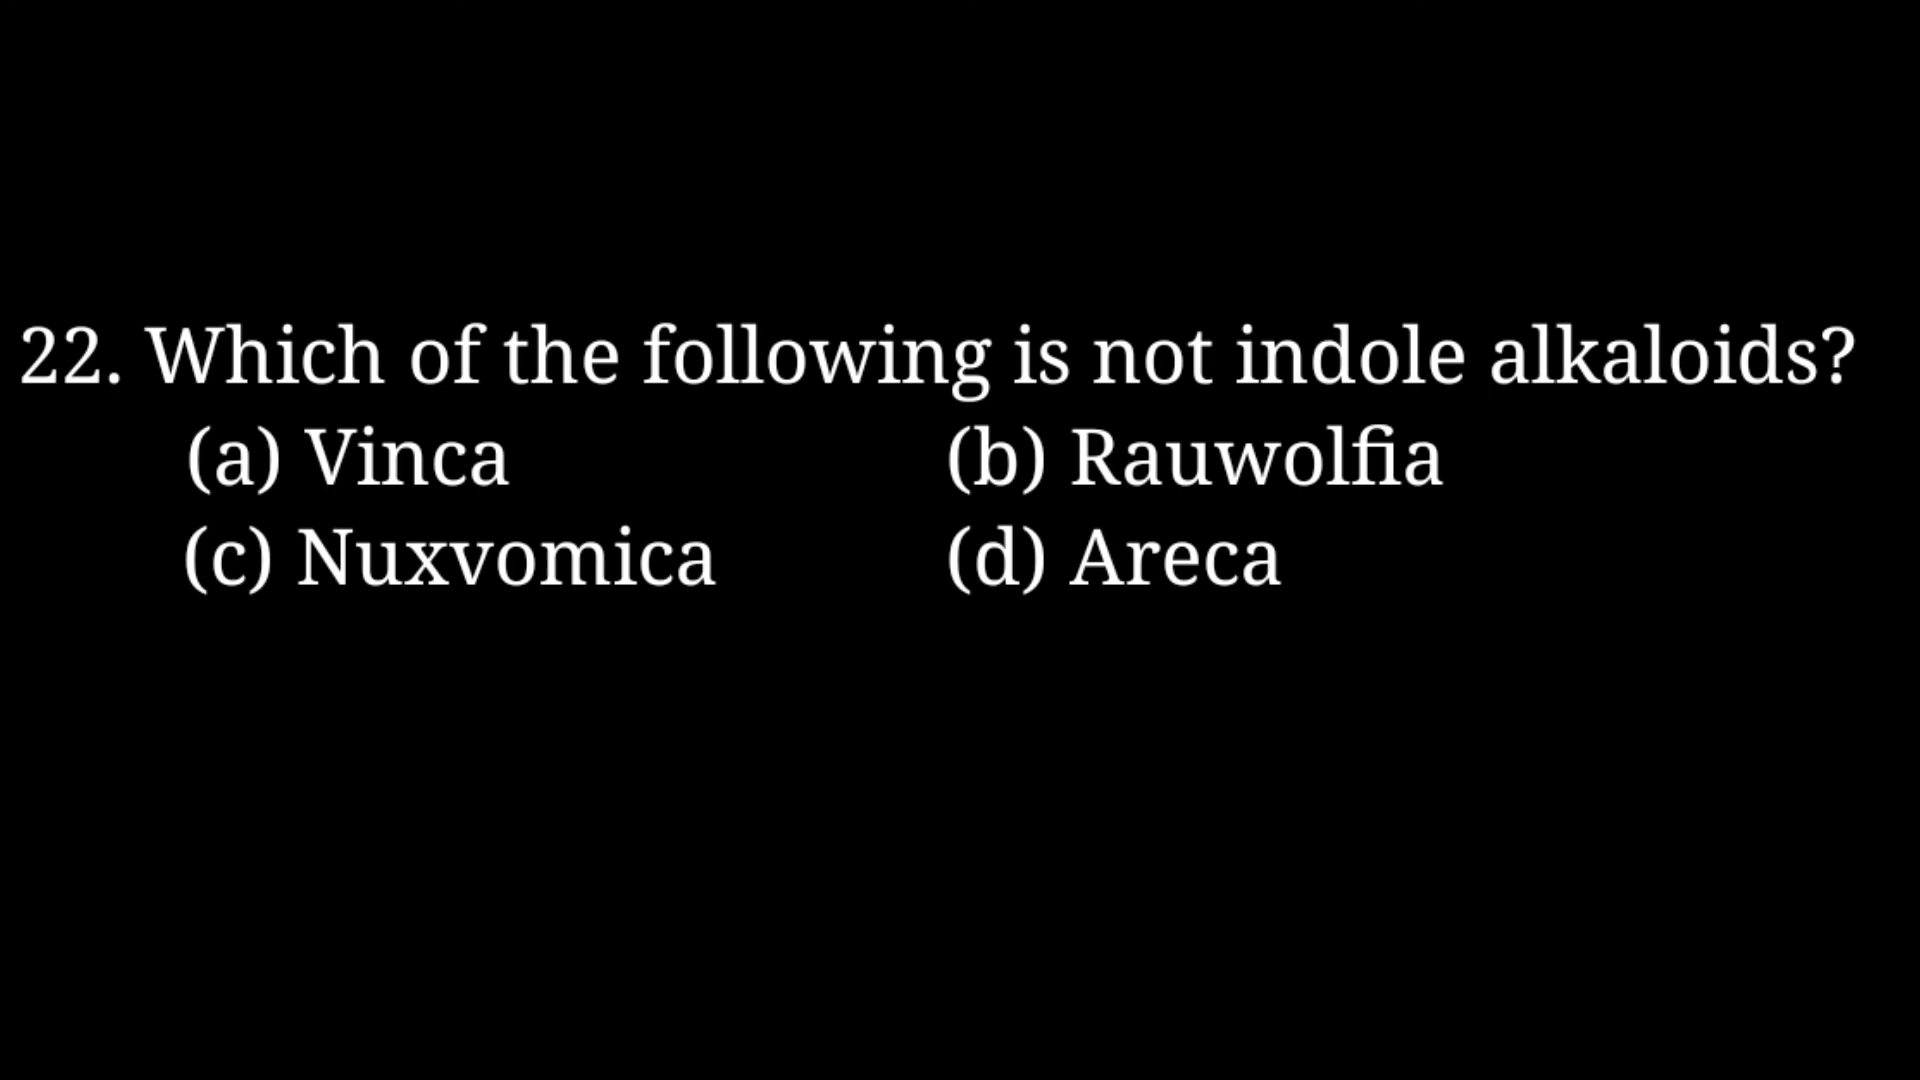 22. Which of the following is not indole alkaloids?
(a) Vinca (b) Rauwolfia
(c) Nuxvomica (d) Areca